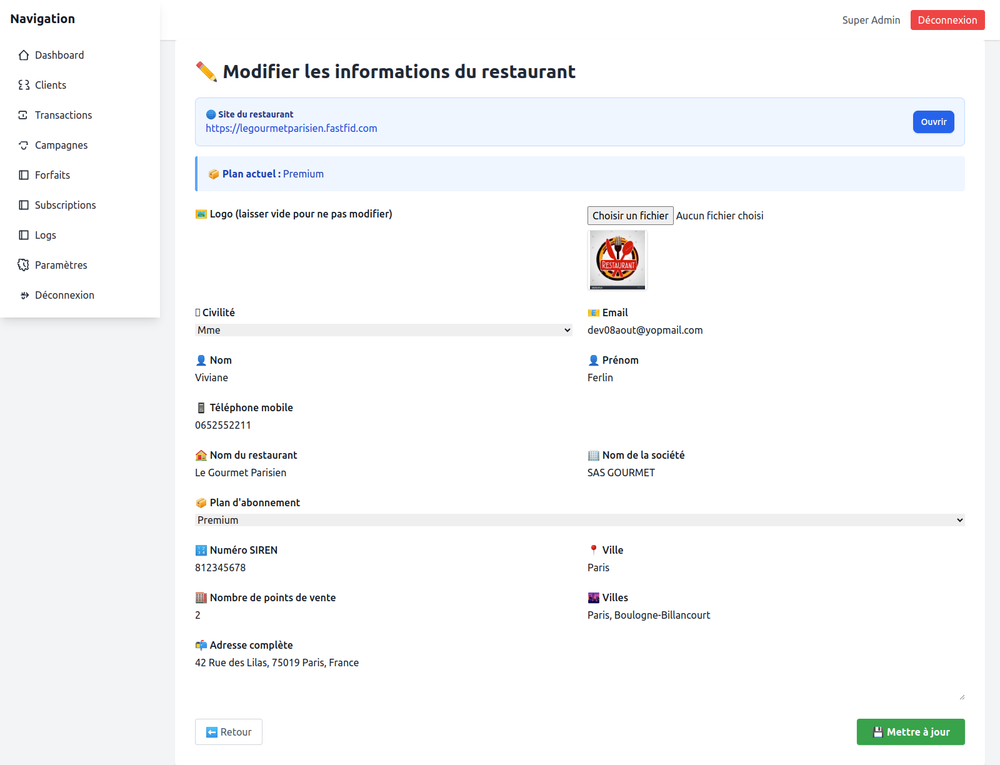 Navigation
Super Admin
Déconnexion
Dashboard
Clients
Transactions
Campagnes
Forfaits
Subscriptions
Logs
Paramètres
Déconnexion
Modifier les informations du restaurant
Site du restaurant
https://legourmetparisien.fastfid.com
Ouvrir
Plan actuel : Premium
Logo (laisser vide pour ne pas modifier)
Choisir un fichier Aucun fichier choisi
RESTAURANT
Civilité
Mme
Email
dev08aout@yopmail.com
Nom
Viviane
Prénom
Ferlin
Téléphone mobile
0652552211
Nom du restaurant
Le Gourmet Parisien
Nom de la société
SAS GOURMET
Plan d'abonnement
Premium
Numéro SIREN
812345678
Ville
Paris
Nombre de points de vente
2
Villes
Paris, Boulogne-Billancourt
Adresse complète
42 Rue des Lilas, 75019 Paris, France
Retour
Mettre à jour